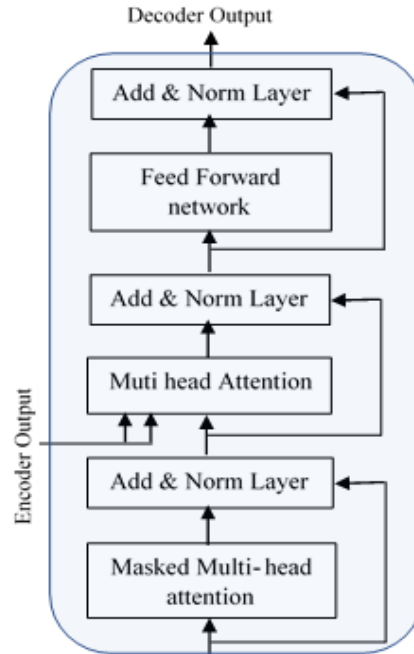 Decoder Output
Add & Norm Layer
Feed Forward
network
Add & Norm Layer
Muti head Attention
Encoder Output
Add & Norm Layer
Masked Multi-head
attention